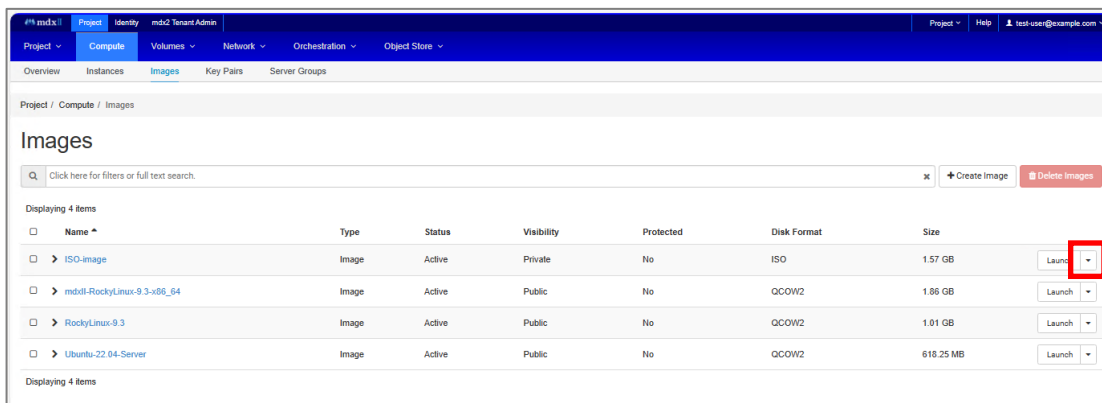 mdx II Project Identity mdx2 Tenant Admin Project Help test-user@example.com
Project Compute Volumes Network Orchestration Object Store
Overview Instances Images Key Pairs Server Groups
Project / Compute / Images
Images
Click here for filters or full text search. Create Image Delete Images
Displaying 4 items
Name Type Status Visibility Protected Disk Format Size
ISO-image Image Active Private No ISO 1.57 GB Launch
mdxII-RockyLinux-9.3-x86_64 Image Active Public No QCOW2 1.86 GB Launch
RockyLinux-9.3 Image Active Public No QCOW2 1.01 GB Launch
Ubuntu-22.04-Server Image Active Public No QCOW2 618.25 MB Launch
Displaying 4 items